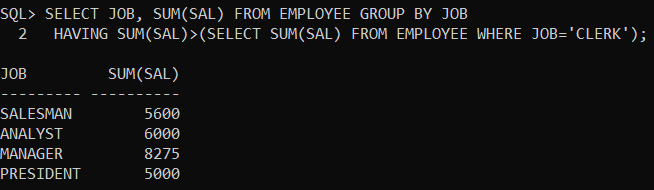 SQL> SELECT JOB, SUM(SAL) FROM EMPLOYEE GROUP BY JOB
  2   HAVING SUM(SAL)>(SELECT SUM(SAL) FROM EMPLOYEE WHERE JOB='CLERK');
JOB         SUM(SAL)
--------- ----------
SALESMAN        5600
ANALYST         6000
MANAGER         8275
PRESIDENT       5000